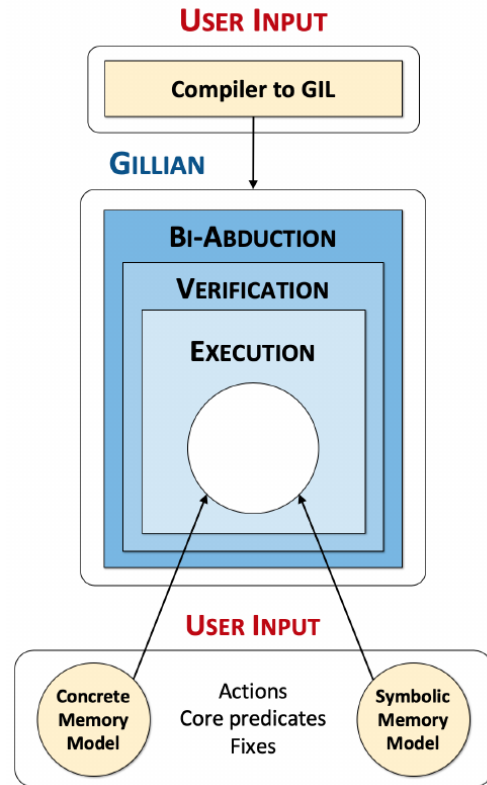 USER INPUT
Compiler to GIL
GILLIAN
BI-ABDUCTION
VERIFICATION
EXECUTION
USER INPUT
Concrete
Memory
Model
Actions
Core predicates
Fixes
Symbolic
Memory
Model